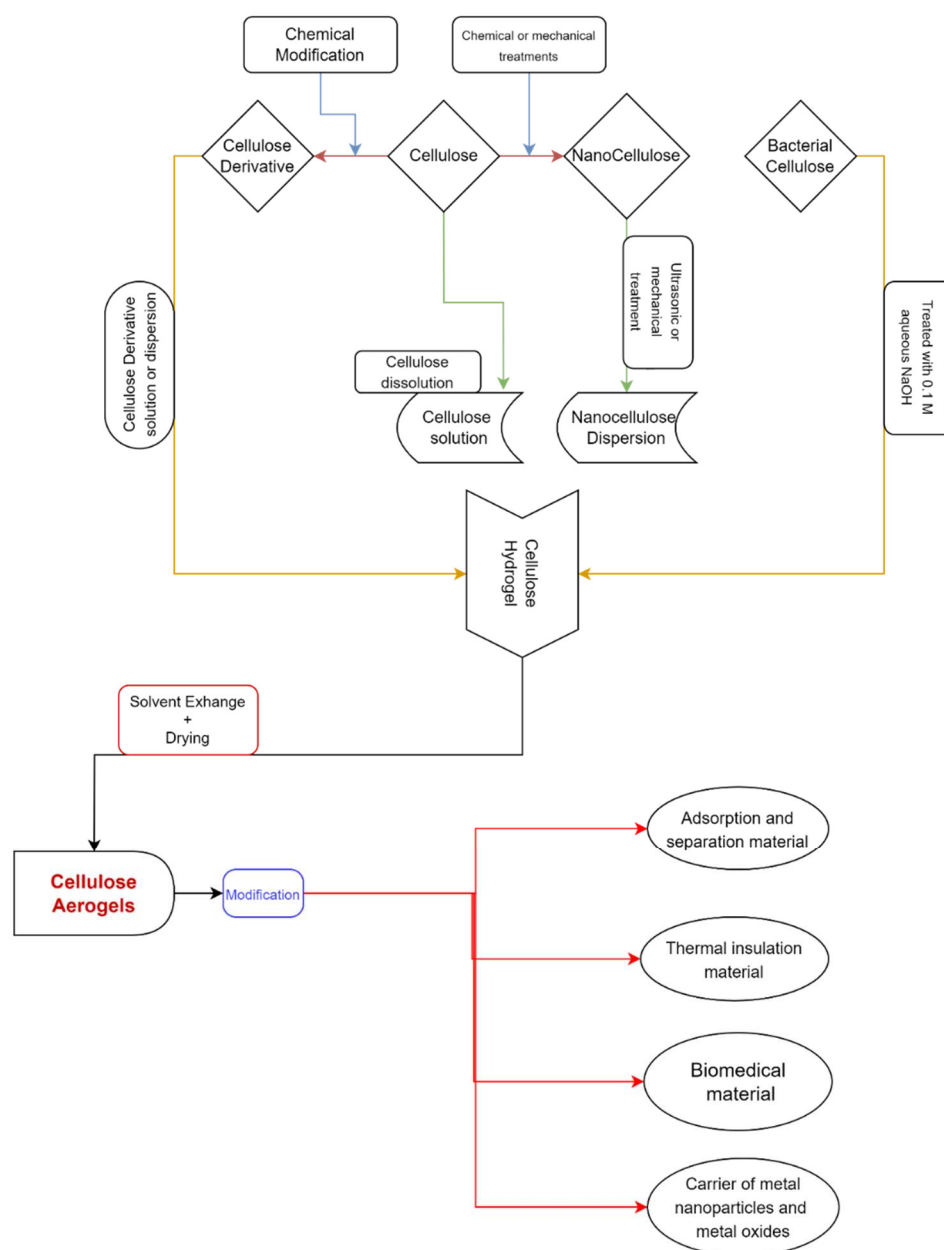 Chemical
Modification
Chemical or mechanical
treatments
Cellulose
Derivative
Cellulose
NanoCellulose
Bacterial
Cellulose
Cellulose Derivative
solution or dispersion
Ultrasonic or
mechanical
treatment
Treated with 0.1 M
aqueous NaOH
Cellulose
dissolution
Cellulose
solution
Nanocellulose
Dispersion
Cellulose
Hydrogel
Solvent Exhange
+
Drying
Cellulose
Aerogels
Modification
Adsorption and
separation material
Thermal insulation
material
Biomedical
material
Carrier of metal
nanoparticles and
metal oxides